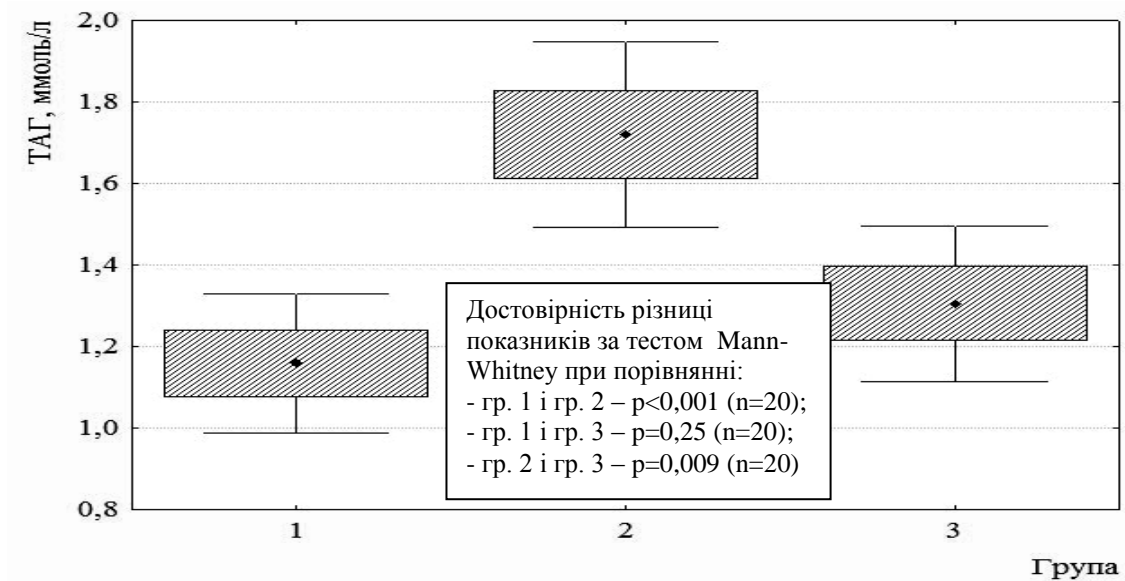 ТАГ, ммоль/л
2,0
1,8
1,6
1,4
1,2
1,0
0,8
Достовірність різниці
показників за тестом Mann-
Whitney при порівнянні:
- гр. 1 і гр. 2 – p<0,001 (n=20);
- гр. 1 і гр. 3 – p=0,25 (n=20);
- гр. 2 і гр. 3 – p=0,009 (n=20)
1 2 3
Група